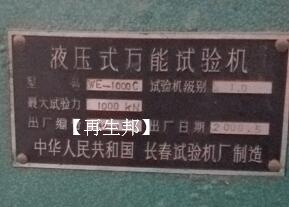 液压式万能试验机
型号 WE-1000C 试验机级别 1.0
最大试验力 1000 kN
出厂编 出厂日期 2000.5
【再生邦】
中华人民共和国 长春试验机厂制造